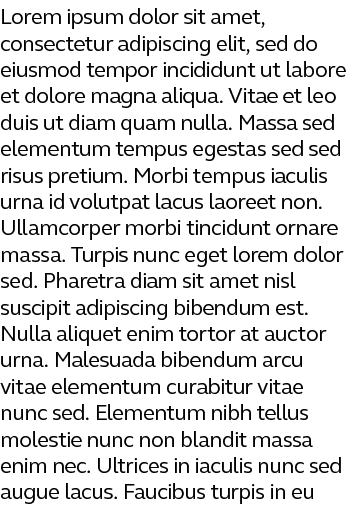 Lorem ipsum dolor sit amet,
consectetur adipiscing elit, sed do
eiusmod tempor incididunt ut labore
et dolore magna aliqua. Vitae et leo
duis ut diam quam nulla. Massa sed
elementum tempus egestas sed sed
risus pretium. Morbi tempus iaculis
urna id volutpat lacus laoreet non.
Ullamcorper morbi tincidunt ornare
massa. Turpis nunc eget lorem dolor
sed. Pharetra diam sit amet nisl
suscipit adipiscing bibendum est.
Nulla aliquet enim tortor at auctor
urna. Malesuada bibendum arcu
vitae elementum curabitur vitae
nunc sed. Elementum nibh tellus
molestie nunc non blandit massa
enim nec. Ultrices in iaculis nunc sed
augue lacus. Faucibus turpis in eu